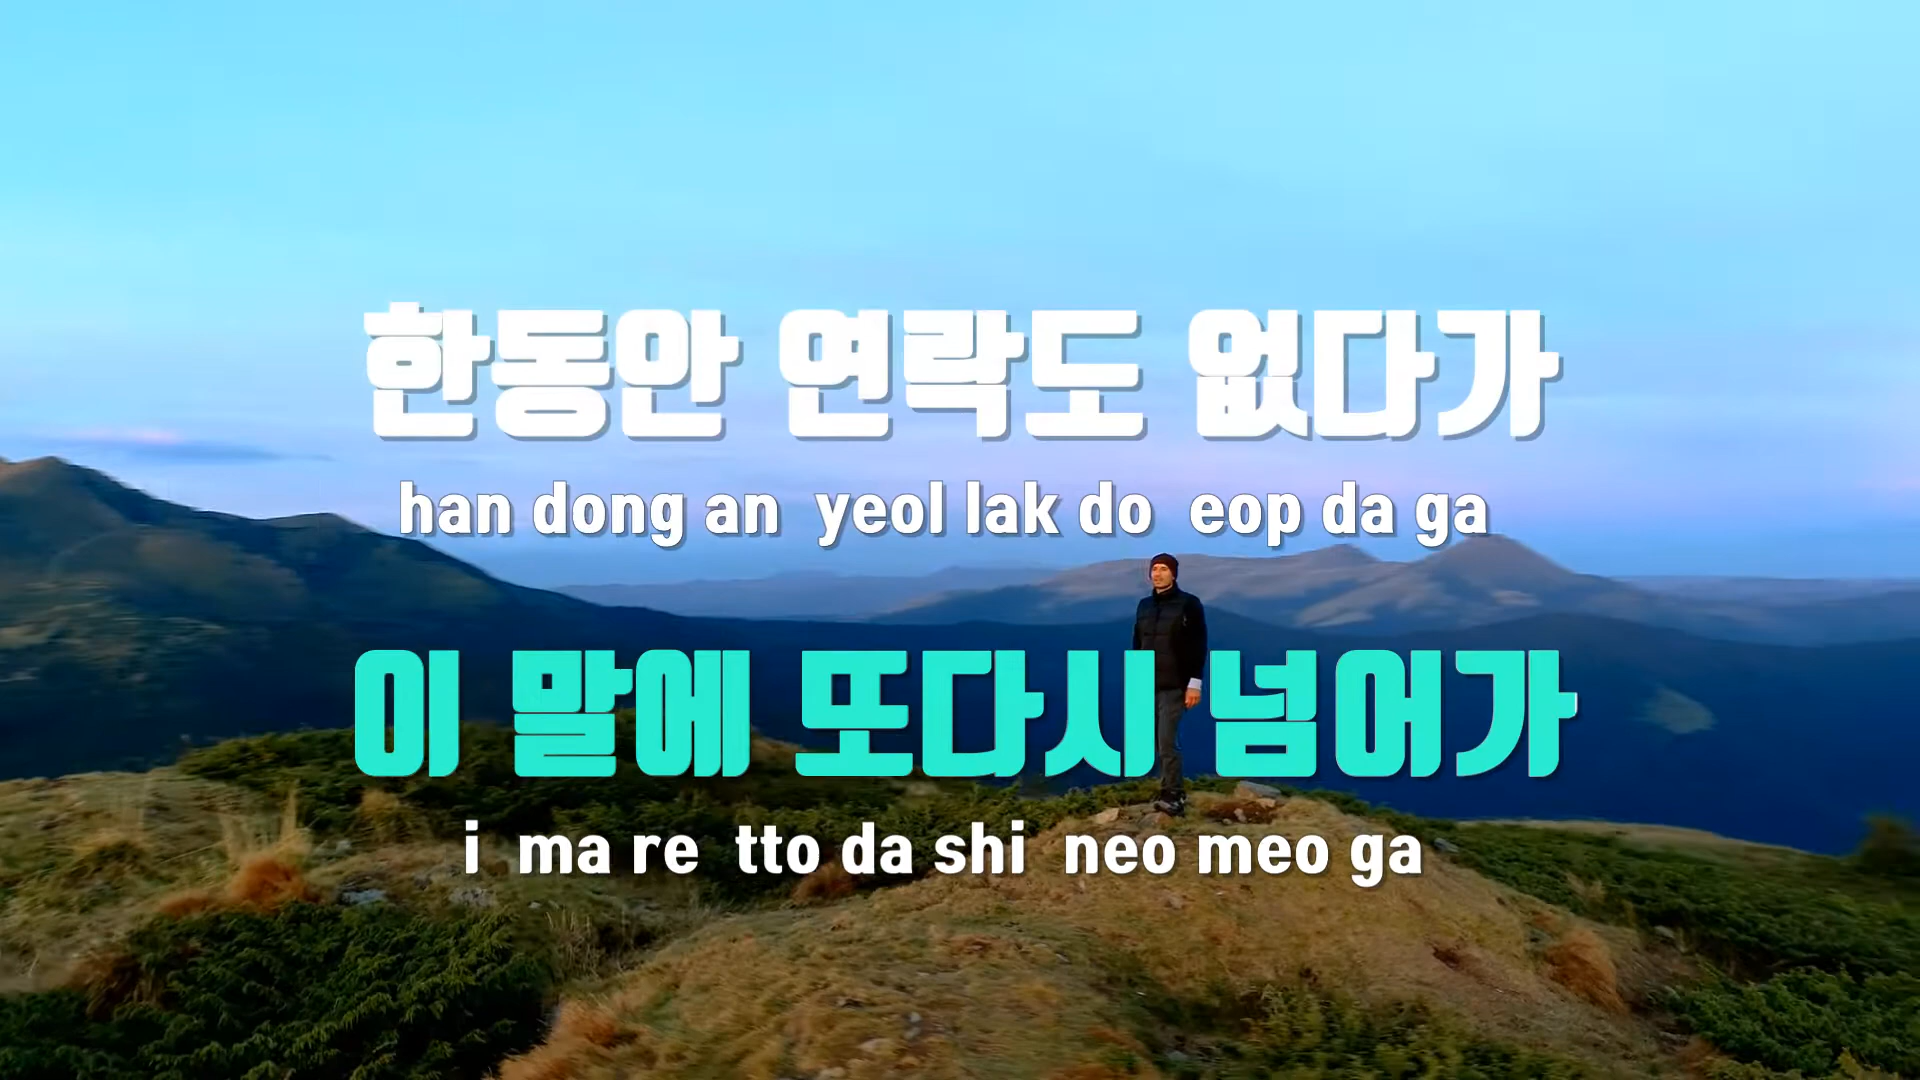 한동안 연락도 없다가
han dong an yeol lak do eop da ga
이 말에 또다시 넘어가
i ma re tto da shi neo meo ga